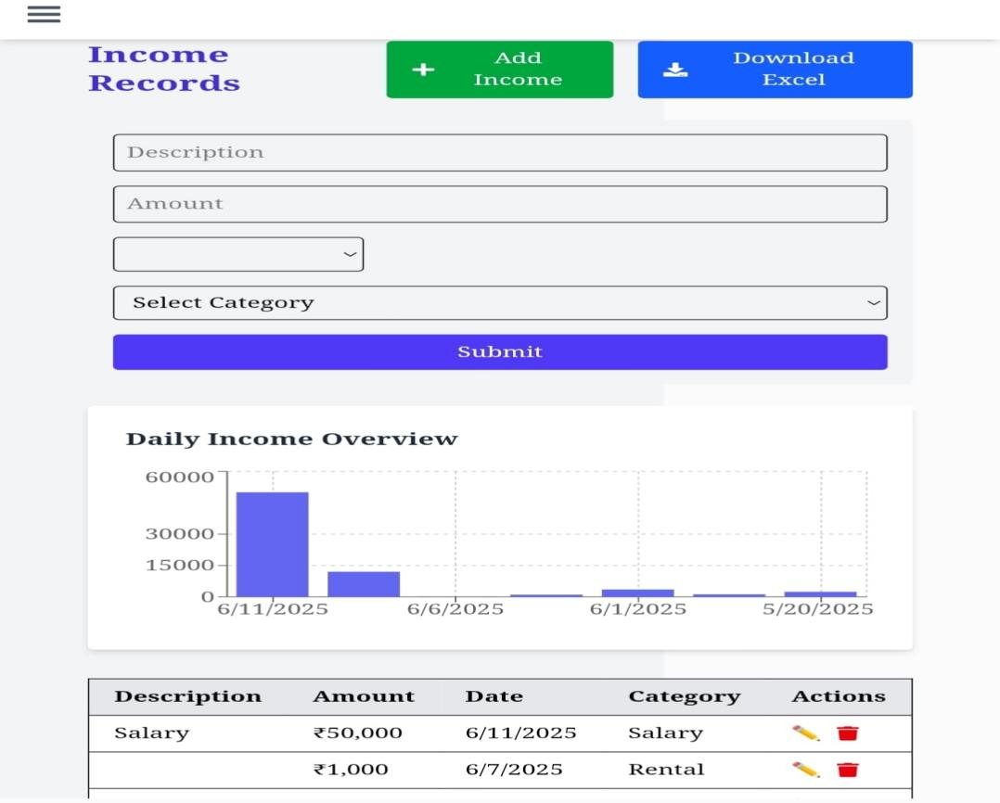 Income
Records
Add
Income
Download
Excel
Description
Amount
Select Category
Submit
Daily Income Overview
60000
30000
15000
0
6/11/2025 6/6/2025 6/1/2025 5/20/2025
Description Amount Date Category Actions
Salary ₹50,000 6/11/2025 Salary
₹1,000 6/7/2025 Rental